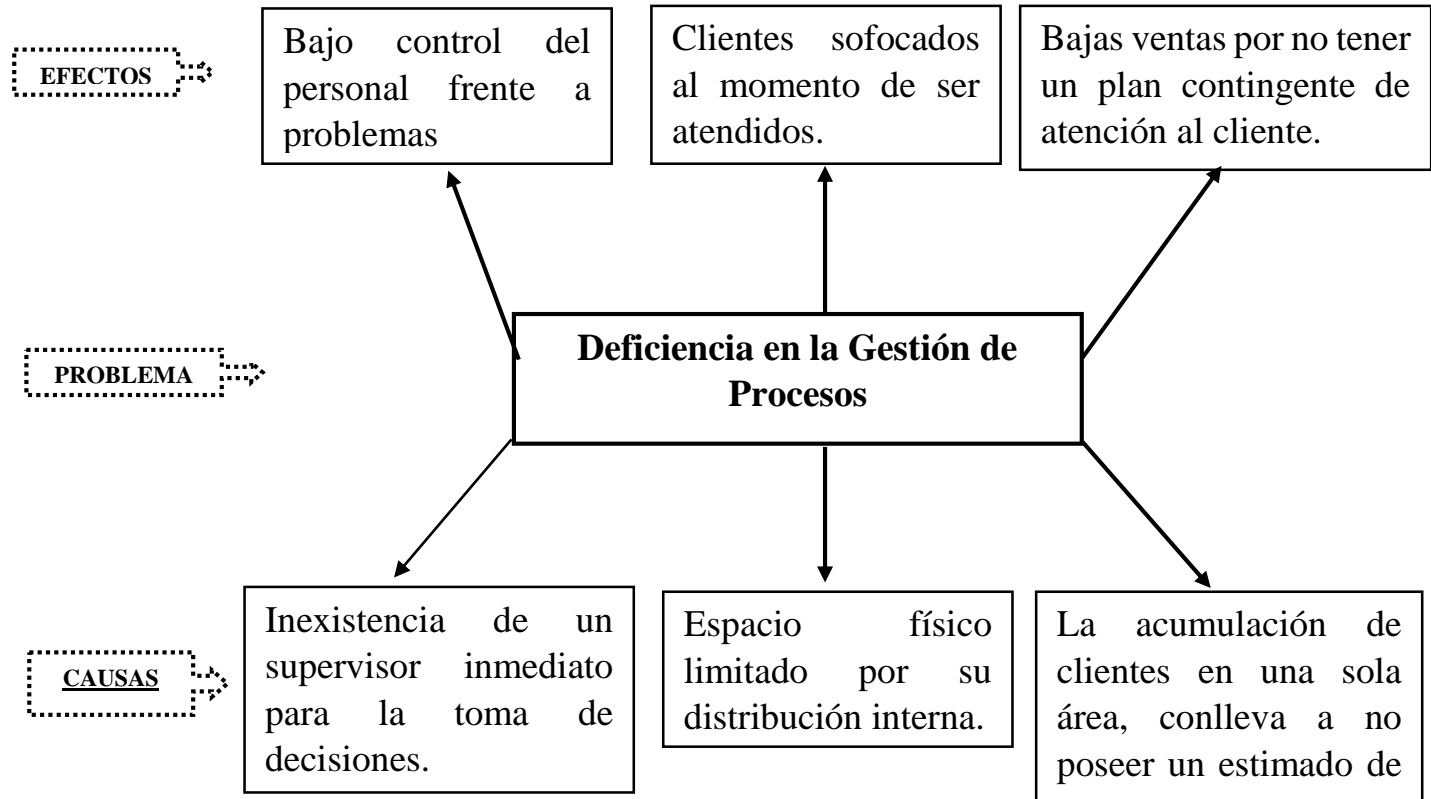 EFECTOS
Bajo control del
personal frente a
problemas
Clientes sofocados
al momento de ser
atendidos.
Bajas ventas por no tener
un plan contingente de
atención al cliente.
PROBLEMA
Deficiencia en la Gestión de
Procesos
CAUSAS
Inexistencia de un
supervisor inmediato
para la toma de
decisiones.
Espacio físico
limitado por su
distribución interna.
La acumulación de
clientes en una sola
área, conlleva a no
poseer un estimado de